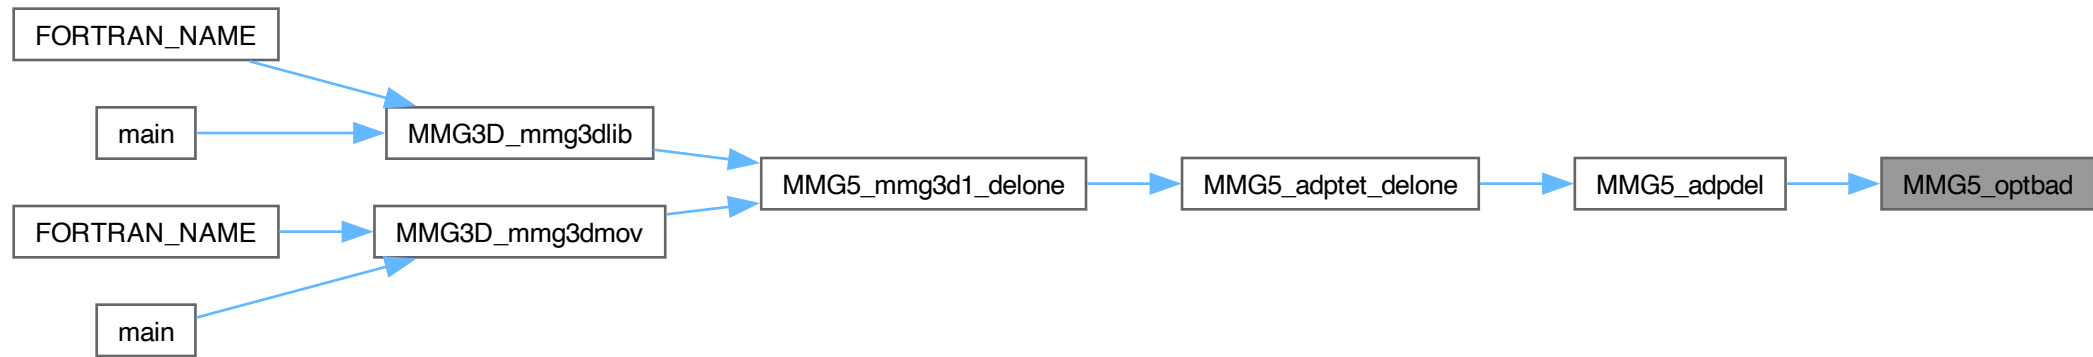 FORTRAN_NAME
main
MMG3D_mmg3dlib
FORTRAN_NAME
MMG3D_mmg3dmov
main
MMG5_mmg3d1_delone
MMG5_adptet_delone
MMG5_adpdel
MMG5_optbad